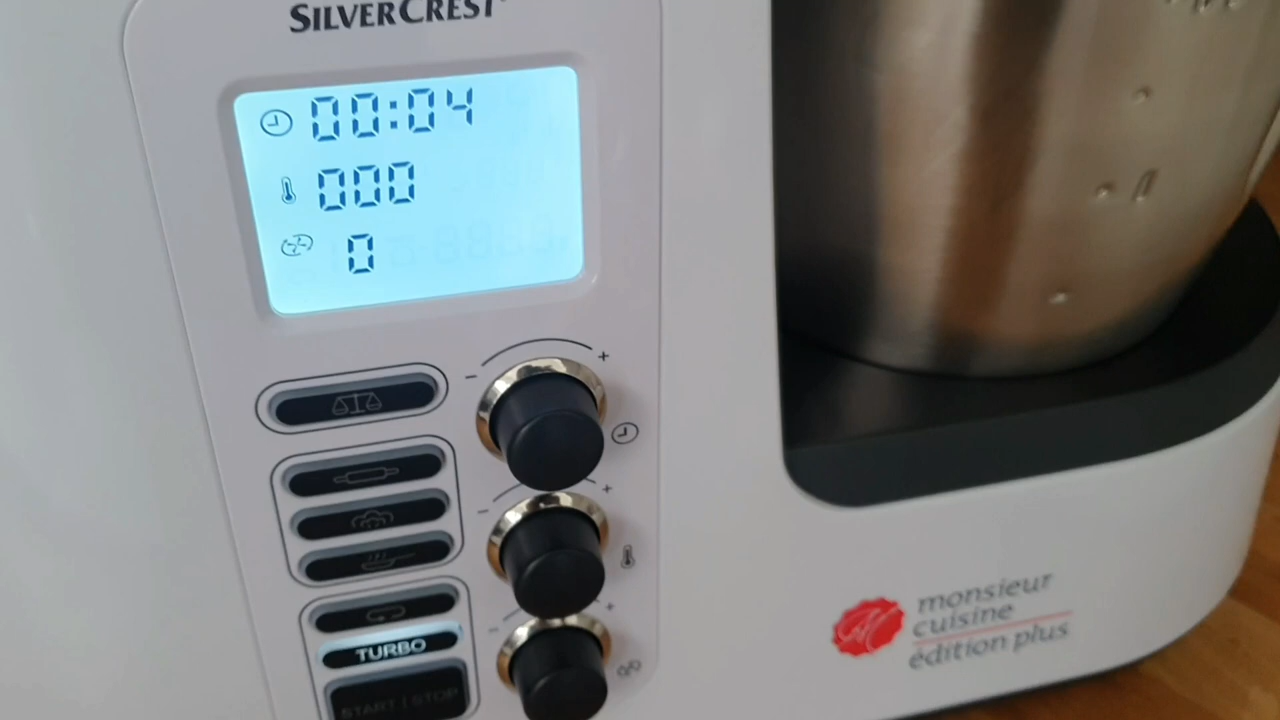 SILVERCREST
00:04
000
0
TURBO
START | STOP
monsieur
cuisine
édition plus